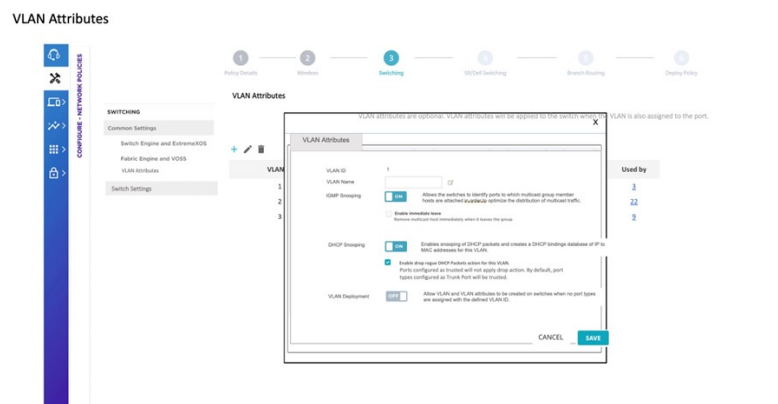 VLAN Attributes
CONFIGURE - NETWORK POLICIES
1
2
3
Policy Details
Wireless
Switching
SR/Dell Switching
Branch Routing
Deploy Policy
VLAN Attributes
VLAN attributes are optional. VLAN attributes will be applied to the switch when the VLAN is also assigned to the port.
SWITCHING
Common Settings
Switch Engine and ExtremeXOS
Fabric Engine and VOSS
VLAN Attributes
Switch Settings
VLAN
Used by
1
3
2
22
3
9
X
VLAN Attributes
VLAN ID
1
VLAN Name
IGMP Snooping
ON
Allows the switches to identify ports to which multicast group member
hosts are attached in order to optimize the distribution of multicast traffic.
Enable immediate leave
Remove multicast host immediately when it leaves the group
DHCP Snooping
ON
Enables snooping of DHCP packets and creates a DHCP bindings database of IP to
MAC addresses for this VLAN.
Enable drop rogue DHCP Packets action for this VLAN.
Ports configured as trusted will not apply drop action. By default, port
types configured as Trunk Port will be trusted.
VLAN Deployment
OFF
Allow VLAN and VLAN attributes to be created on switches when no port types
are assigned with the defined VLAN ID.
CANCEL
SAVE